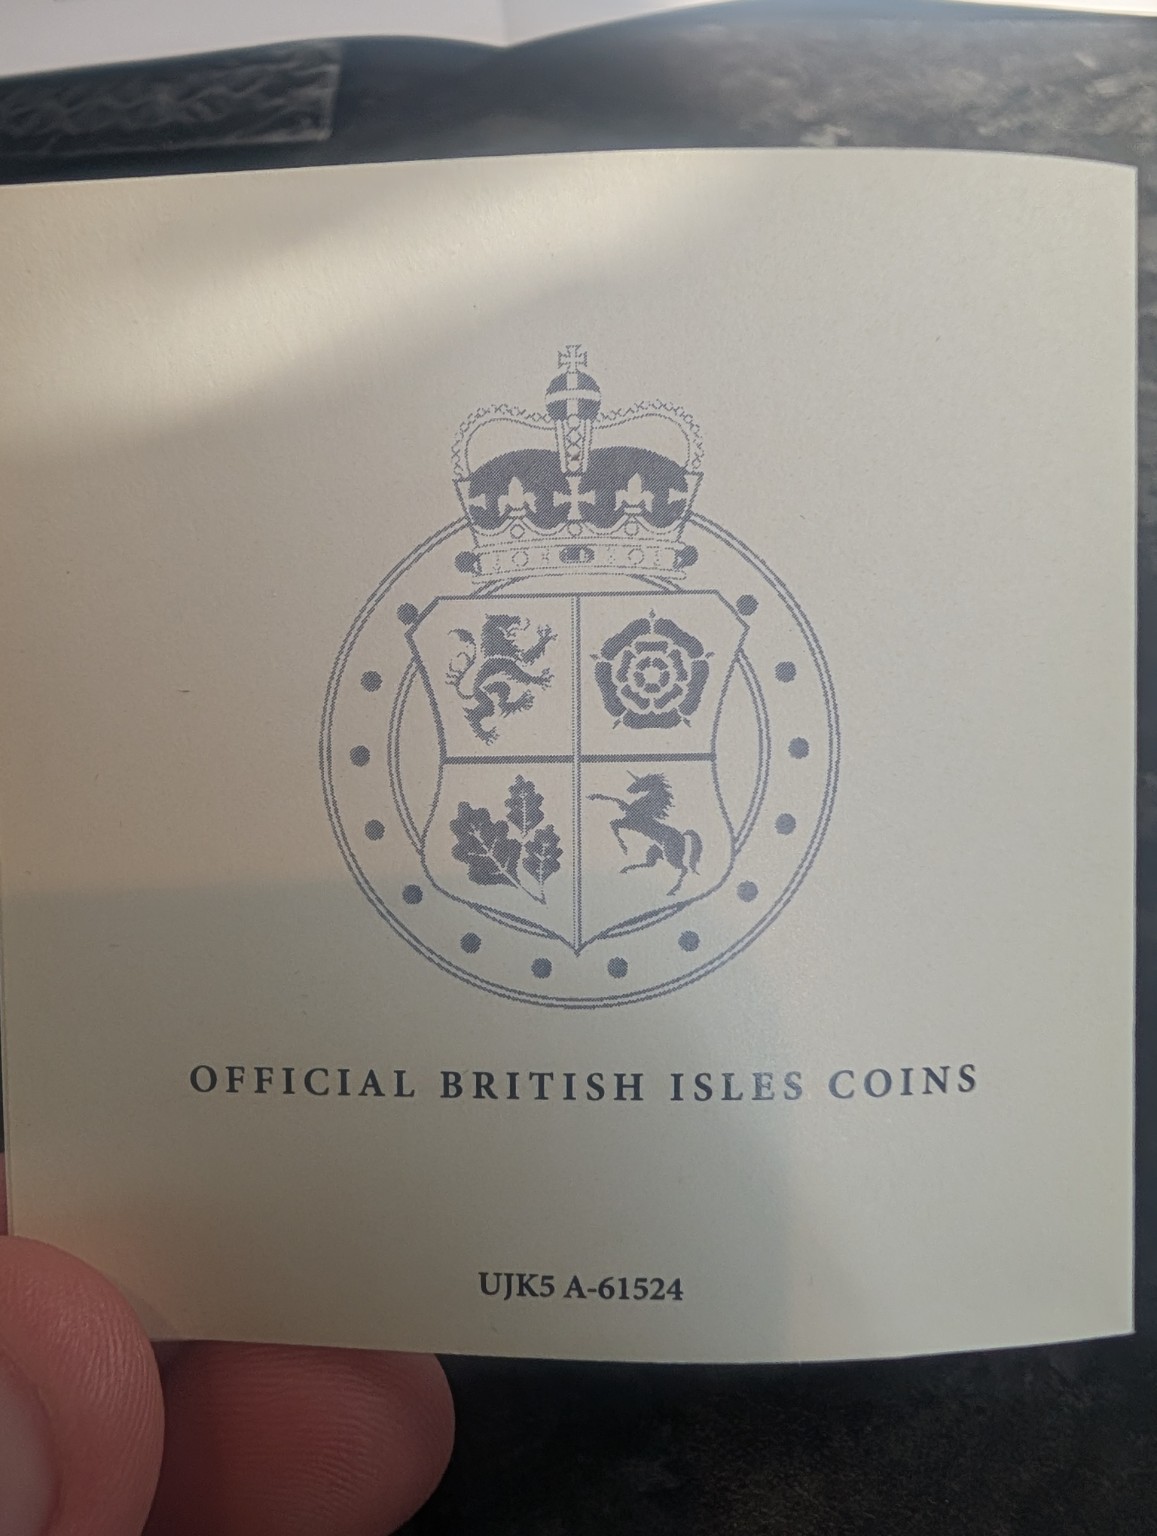 OFFICIAL BRITISH ISLES COINS
UJK5 A-61524